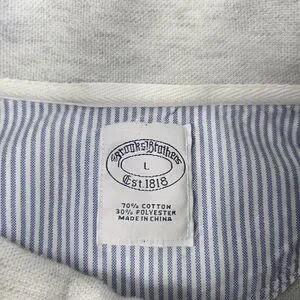 Brooks Brothers
L
Est. 1818
70% COTTON
30% POLYESTER
MADE IN CHINA